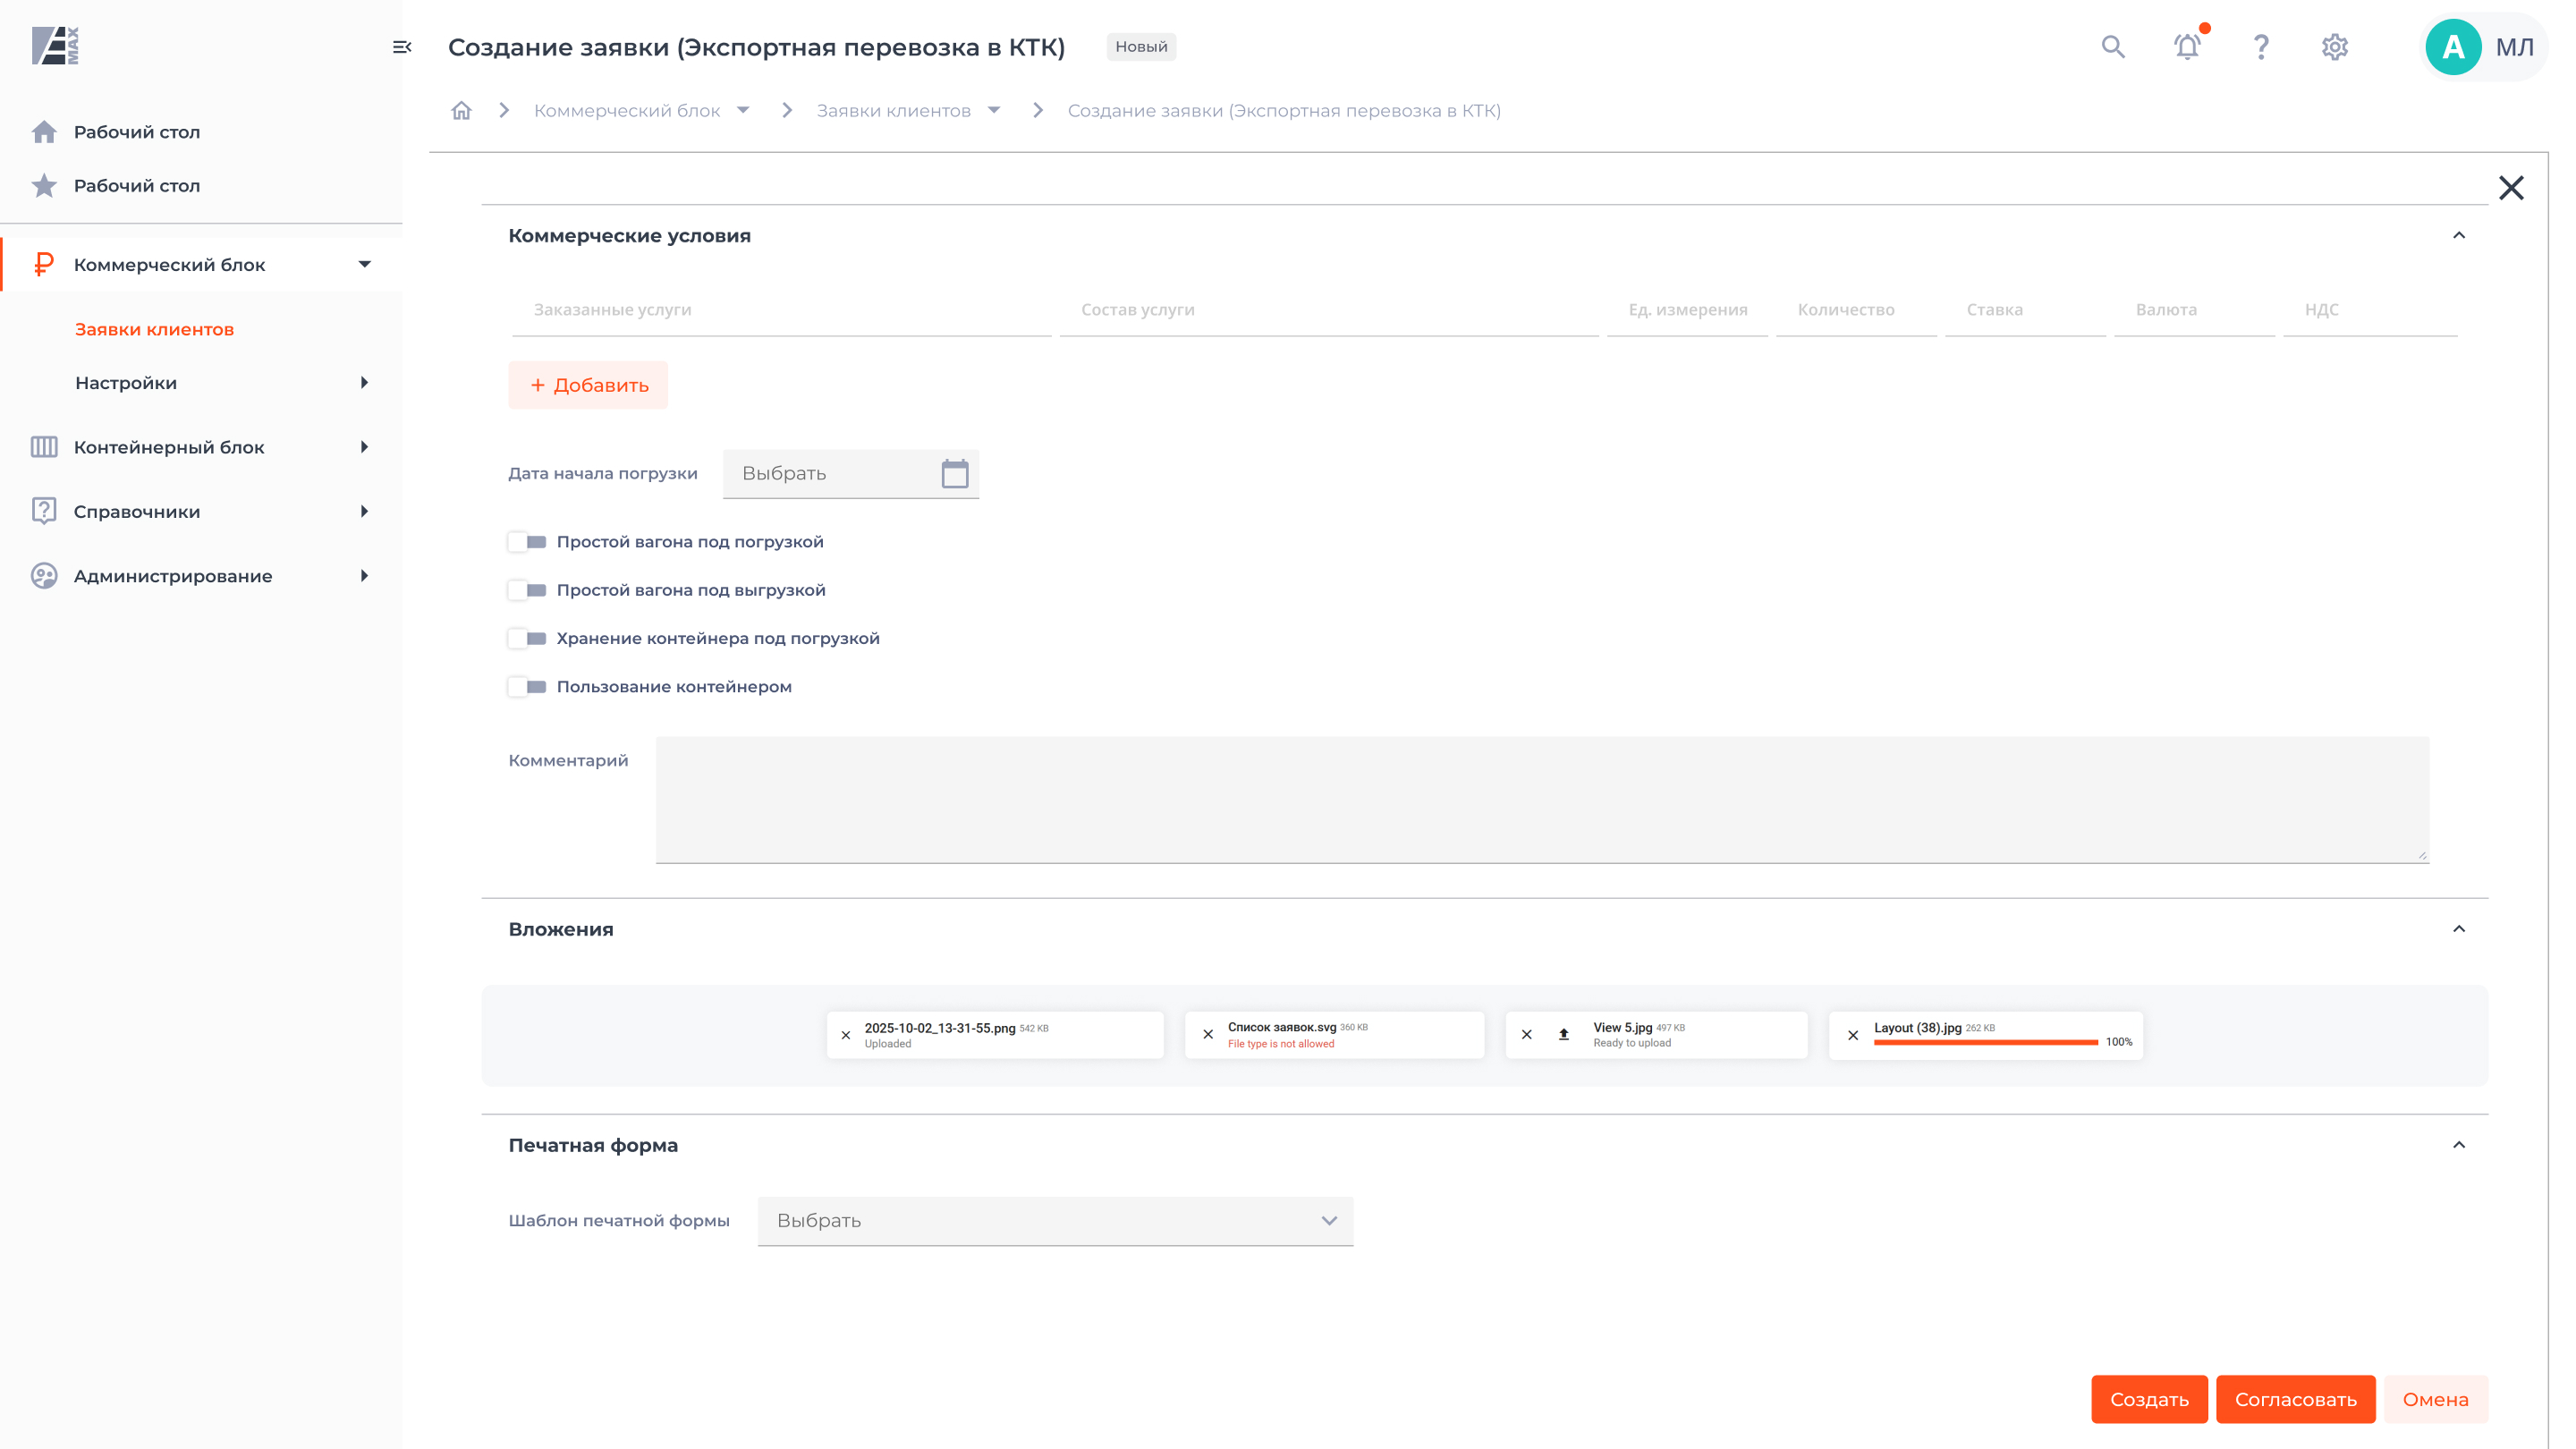 MAX
Создание заявки (Экспортная перевозка в КТК)
Новый
А
МЛ
Коммерческий блок
Заявки клиентов
Создание заявки (Экспортная перевозка в КТК)
Рабочий стол
Рабочий стол
Коммерческий блок
Заявки клиентов
Настройки
Контейнерный блок
Справочники
Администрирование
Коммерческие условия
Заказанные услуги
Состав услуги
Ед. измерения
Количество
Ставка
Валюта
НДС
+ Добавить
Дата начала погрузки
Выбрать
Простой вагона под погрузкой
Простой вагона под выгрузкой
Хранение контейнера под погрузкой
Пользование контейнером
Комментарий
Вложения
2025-10-02_13-31-55.png 542 KB
Uploaded
Список заявок.svg 360 KB
File type is not allowed
View 5.jpg 497 KB
Ready to upload
Layout (38).jpg 262 KB
100%
Печатная форма
Шаблон печатной формы
Выбрать
Создать
Согласовать
Омена